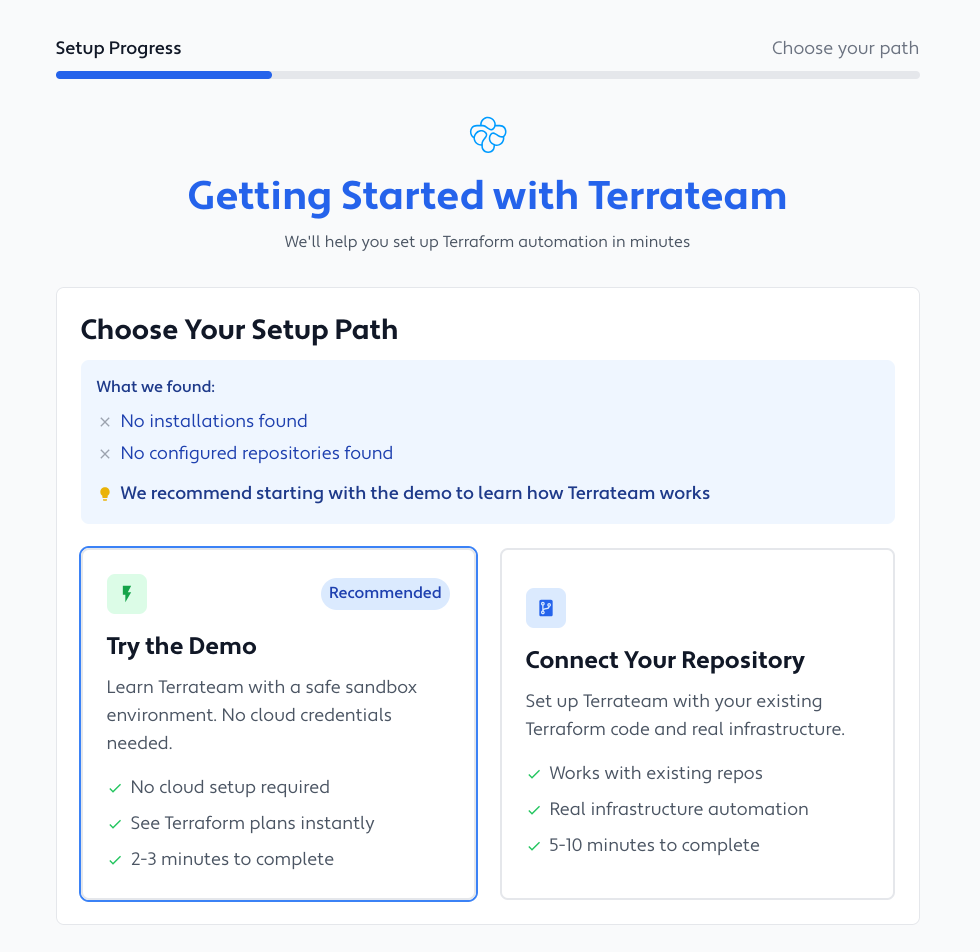 Setup Progress
Choose your path
Getting Started with Terrateam
We'll help you set up Terraform automation in minutes
Choose Your Setup Path
What we found:
No installations found
No configured repositories found
We recommend starting with the demo to learn how Terrateam works
Recommended
Try the Demo
Learn Terrateam with a safe sandbox
environment. No cloud credentials
needed.
No cloud setup required
See Terraform plans instantly
2-3 minutes to complete
Connect Your Repository
Set up Terrateam with your existing
Terraform code and real infrastructure.
Works with existing repos
Real infrastructure automation
5-10 minutes to complete